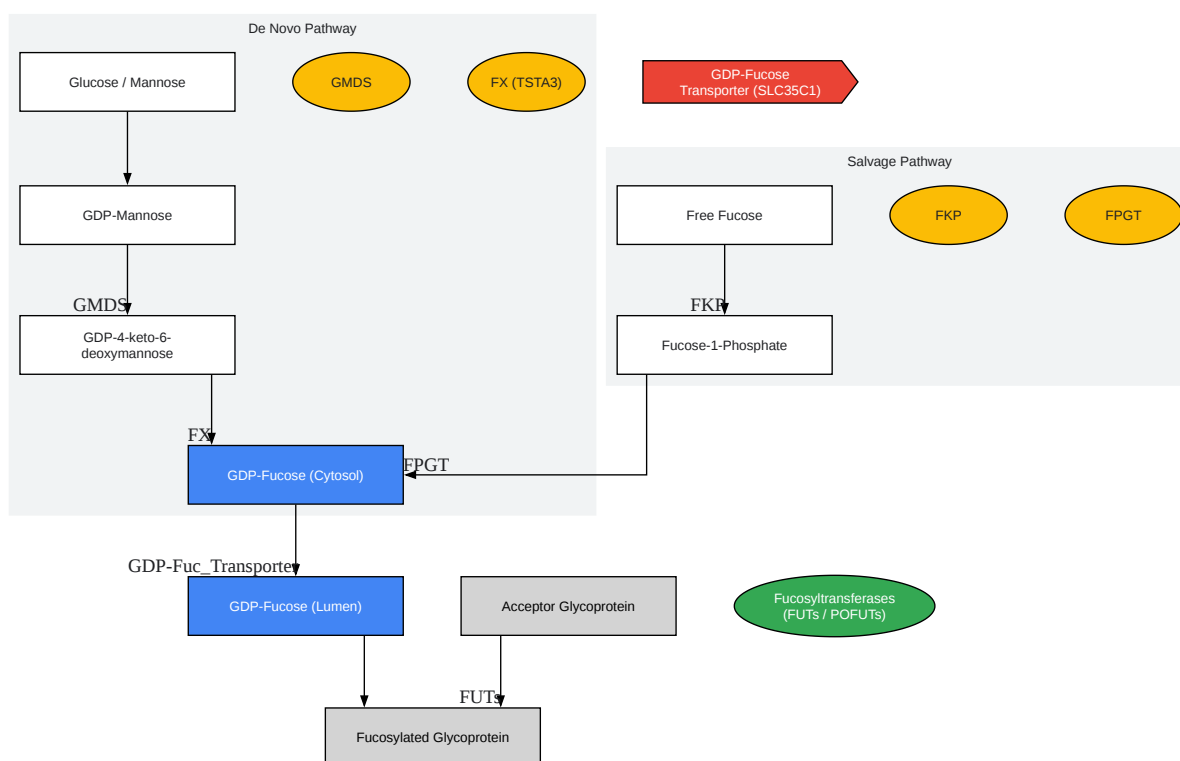 De Novo Pathway
Glucose / Mannose
GMDS
FX (TSTA3)
GDP-Fucose
Transporter (SLC35C1)
Salvage Pathway
GDP-Mannose
Free Fucose
FKP
FPGT
GMDS
FKP
GDP-4-keto-6-
deoxymannose
Fucose-1-Phosphate
FX
FPGT
GDP-Fucose (Cytosol)
GDP-Fuc_Transporter
GDP-Fucose (Lumen)
Acceptor Glycoprotein
Fucosyltransferases
(FUTs / POFUTs)
FUTs
Fucosylated Glycoprotein